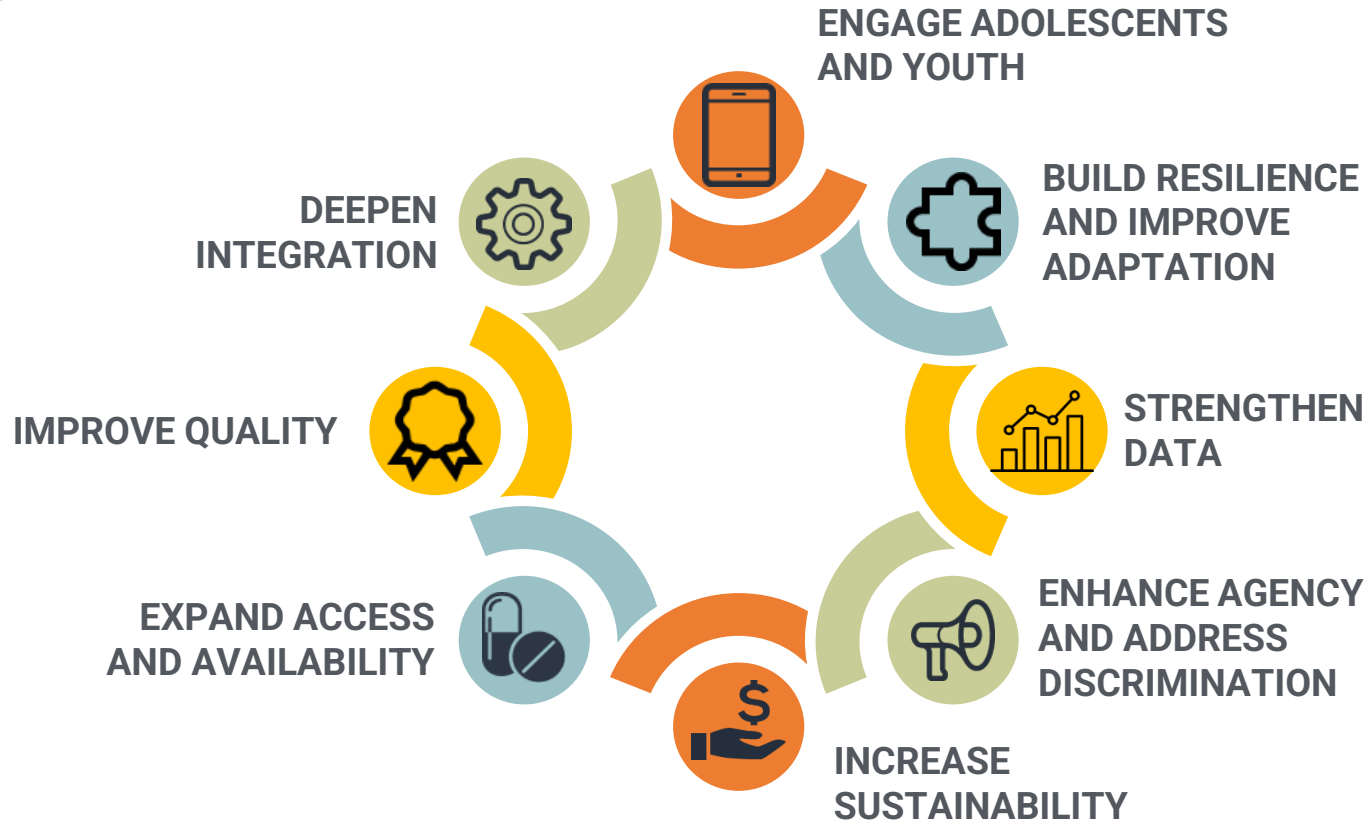 ENGAGE ADOLESCENTS
AND YOUTH
BUILD RESILIENCE
AND IMPROVE
ADAPTATION
STRENGTHEN
DATA
ENHANCE AGENCY
AND ADDRESS
DISCRIMINATION
INCREASE
SUSTAINABILITY
EXPAND ACCESS
AND AVAILABILITY
IMPROVE QUALITY
DEEPEN
INTEGRATION
$